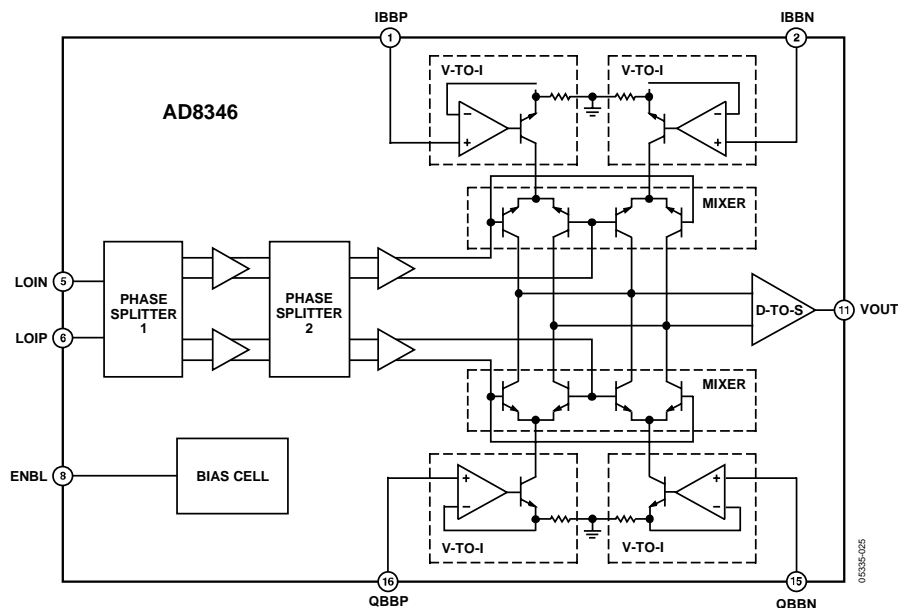 IBBP
IBBN
1
2
V-TO-I
V-TO-I
AD8346
−
−
+
+
MIXER
LOIN
5
PHASE
SPLITTER
1
PHASE
SPLITTER
2
D-TO-S
11
VOUT
LOIP
6
MIXER
ENBL
8
BIAS CELL
+
+
−
−
V-TO-I
V-TO-I
16
15
QBBP
QBBN
05335-025